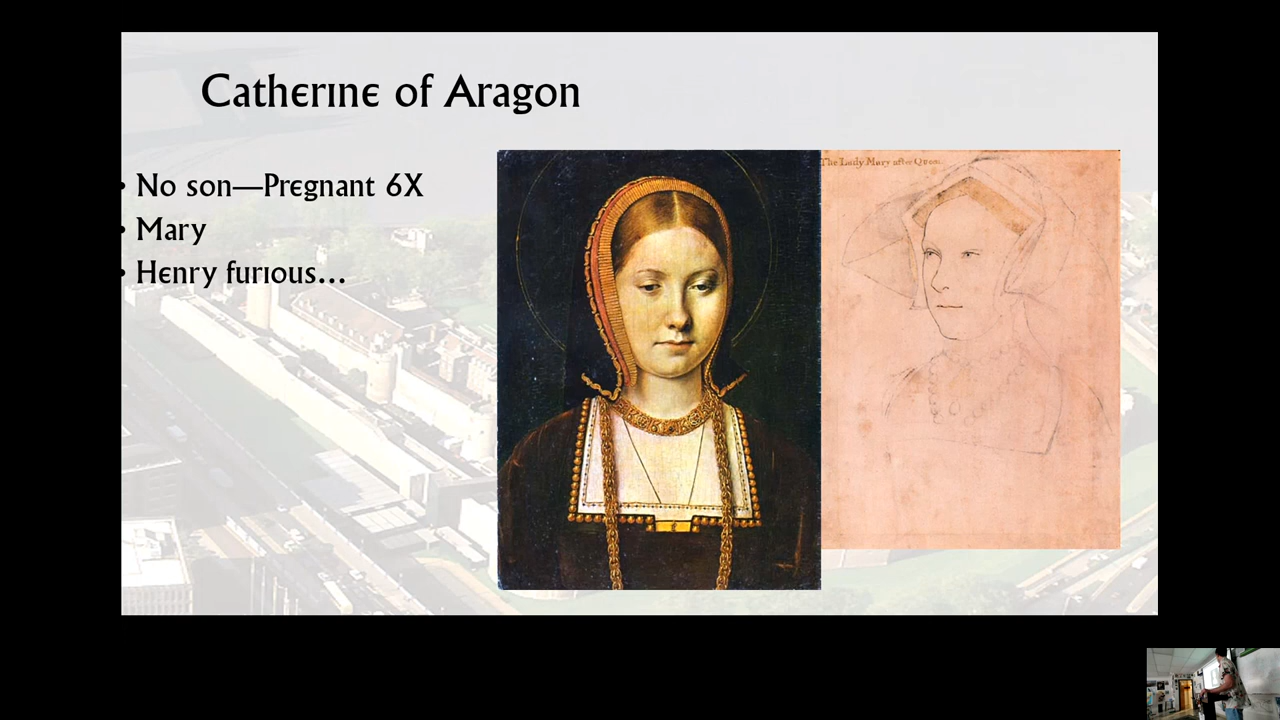 Catherine of Aragon
• No son—Pregnant 6X
• Mary
• Henry furious...
The Lady Mary after Queen.